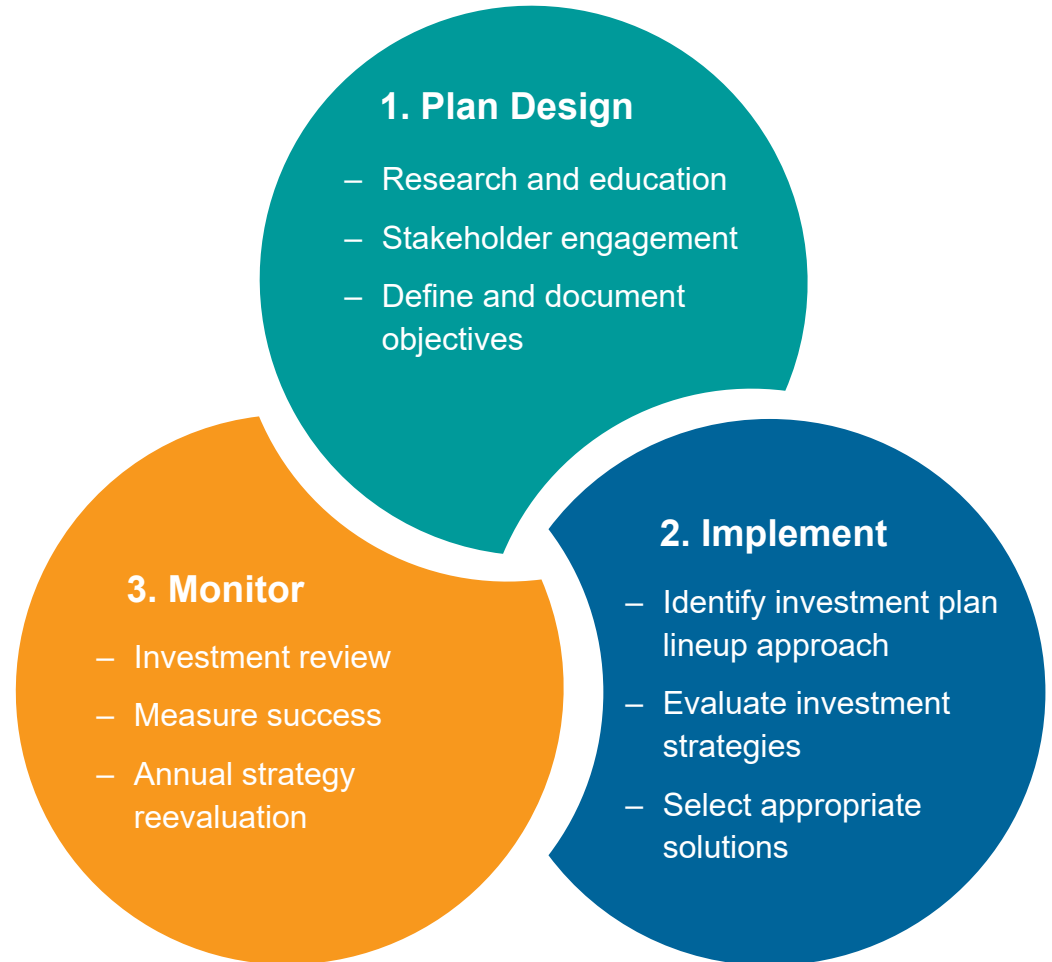 1. Plan Design
– Research and education
– Stakeholder engagement
– Define and document
objectives
2. Implement
– Identify investment plan
lineup approach
– Evaluate investment
strategies
– Select appropriate
solutions
3. Monitor
– Investment review
– Measure success
– Annual strategy
reevaluation